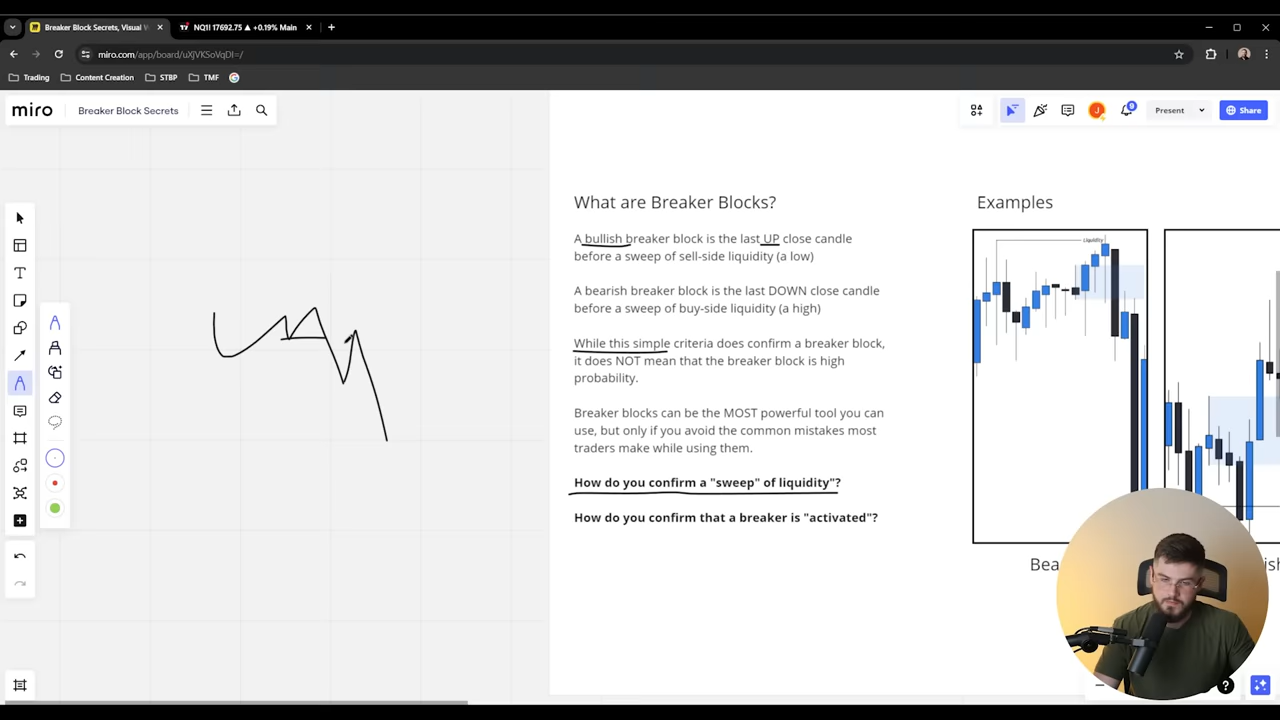 Breaker Block Secrets, Visual
NQ1! 17692.75 ▲ +0.19% Main
miro.com/app/board/uXjVKSoVqDI=/
Trading
Content Creation
STBP
TMF
miro
Breaker Block Secrets
J
9
Present
Share
What are Breaker Blocks?
Examples
A bullish breaker block is the last UP close candle
before a sweep of sell-side liquidity (a low)
Liquidity
A bearish breaker block is the last DOWN close candle
before a sweep of buy-side liquidity (a high)
While this simple criteria does confirm a breaker block,
it does NOT mean that the breaker block is high
probability.
Breaker blocks can be the MOST powerful tool you can
use, but only if you avoid the common mistakes most
traders make while using them.
How do you confirm a "sweep" of liquidity"?
How do you confirm that a breaker is "activated"?
Bea